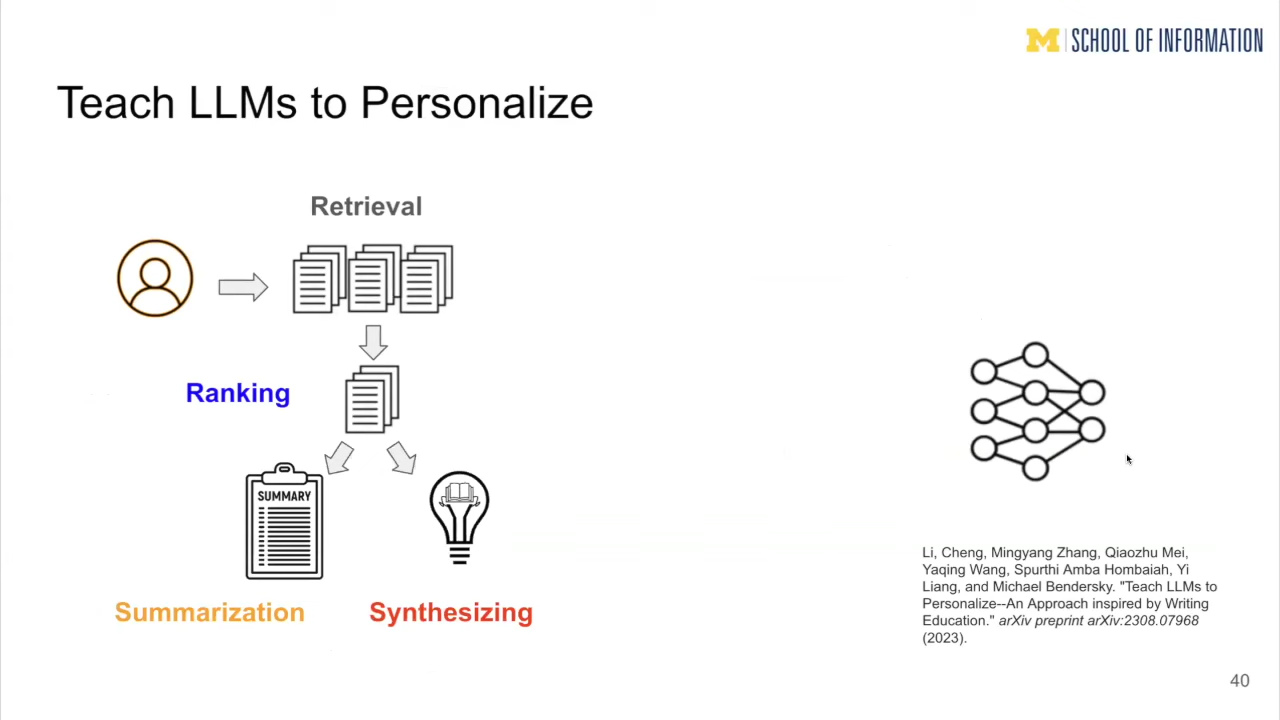 M | SCHOOL OF INFORMATION
Teach LLMs to Personalize
Retrieval
Ranking
SUMMARY
Summarization
Synthesizing
Li, Cheng, Mingyang Zhang, Qiaozhu Mei,
Yaqing Wang, Spurthi Amba Hombaiah, Yi
Liang, and Michael Bendersky. "Teach LLMs to
Personalize--An Approach inspired by Writing
Education." arXiv preprint arXiv:2308.07968
(2023).
40